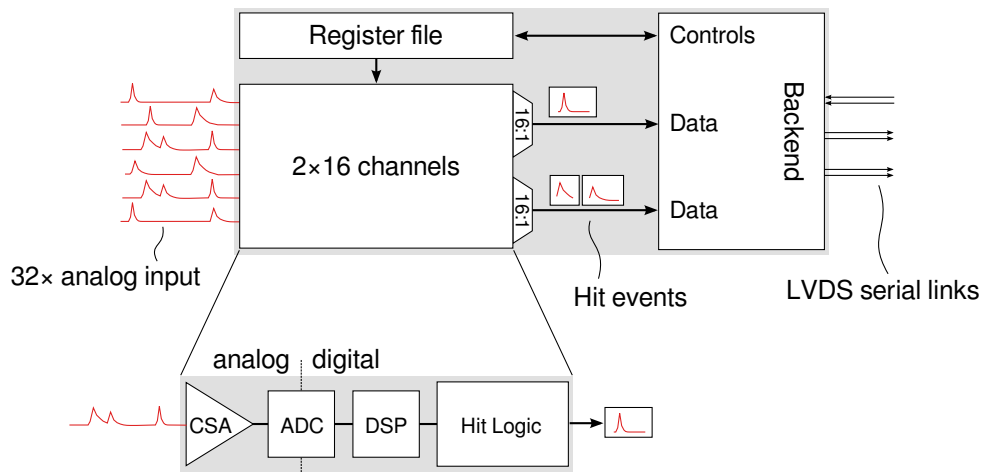 Register file
Controls
16:1
Data
2×16 channels
Backend
16:1
Data
32× analog input
Hit events
LVDS serial links
analog
digital
CSA
ADC
DSP
Hit Logic